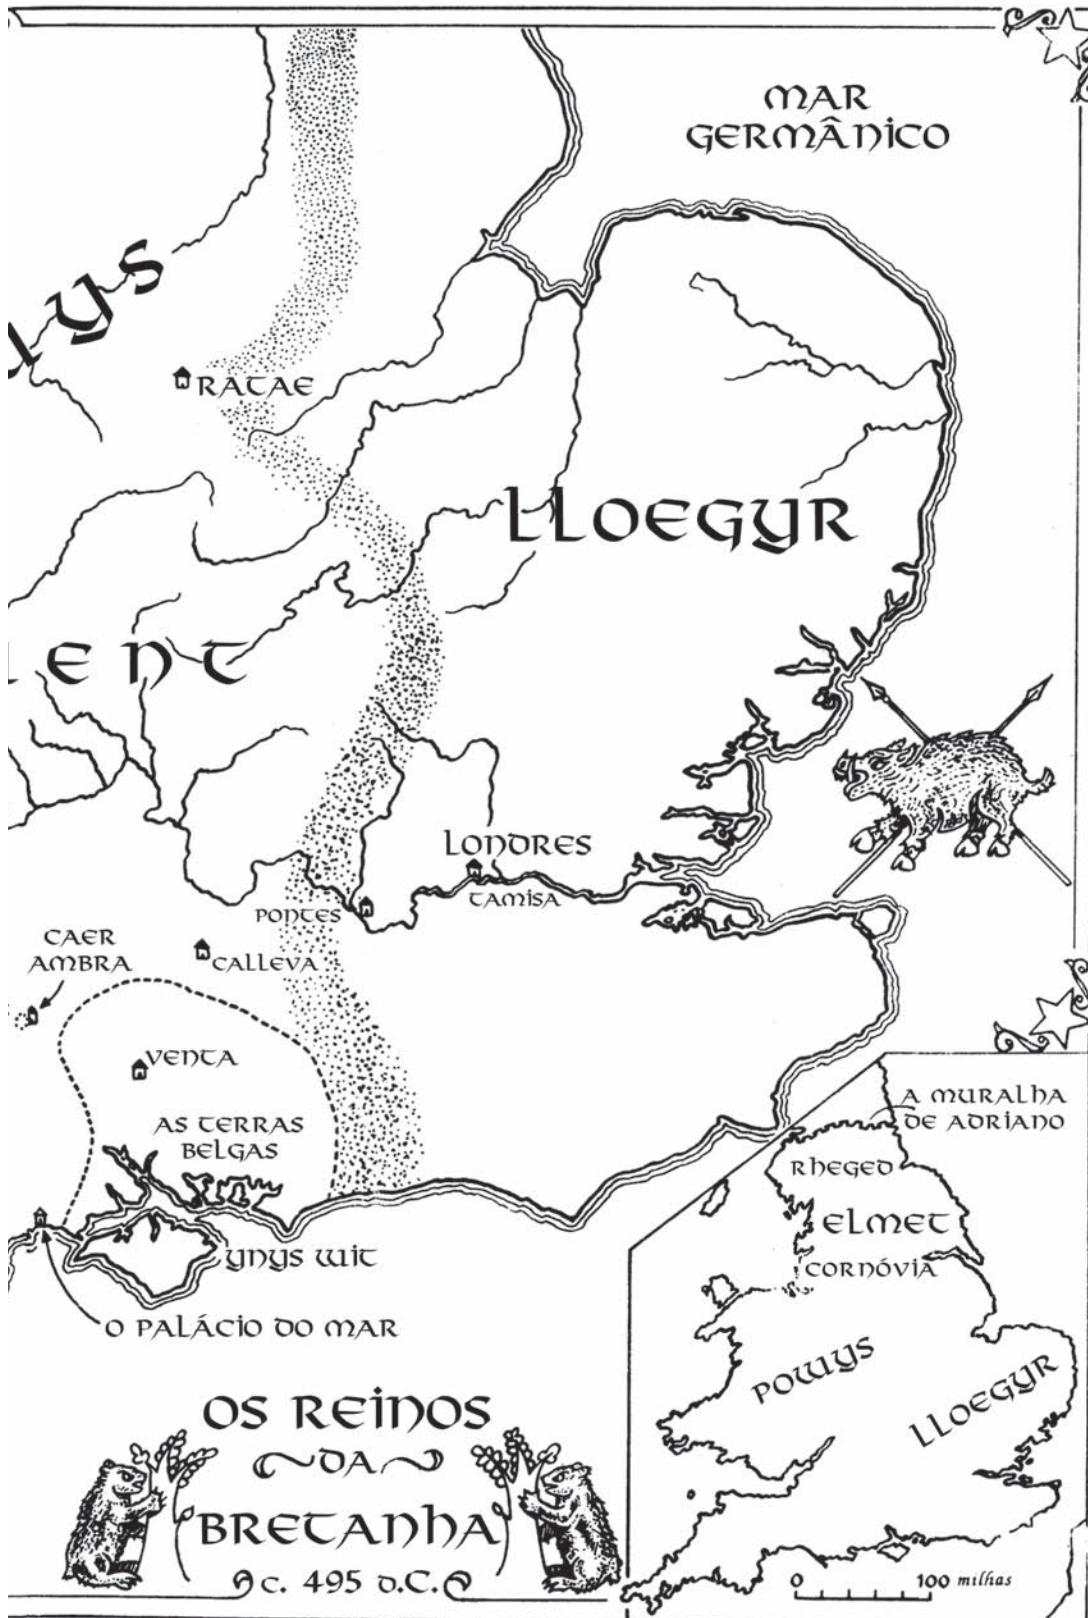 MAR
GERMÂNICO
RATAE
LLOEGYR
LONDRES
TAMISA
PONTES
CAER
AMBRA
CALLEVA
VENTA
AS TERRAS
BELGAS
YNYS WIT
O PALÁCIO DO MAR
OS REINOS
DA
BRETANHA
c. 495 D.C.
A MURALHA
DE ADRIANO
RHEGED
ELMET
CORNÓVIA
POWYS
LLOEGYR
0 100 milhas